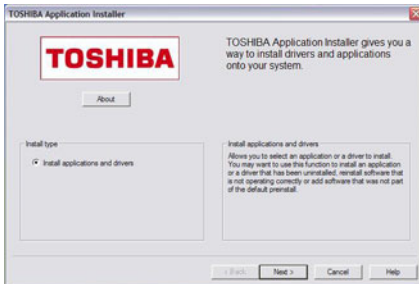 TOSHIBA Application Installer
TOSHIBA
TOSHIBA Application Installer gives you a
way to install drivers and applications
onto your system.
About
Install type
Install applications and drivers
Install applications and drivers
Allows you to select an application or a driver to install.
You may want to use this function to install an application
or a driver that has been uninstalled, reinstall software that
is not operating correctly or add software that was not part
of the default preinstall.
< Back
Next >
Cancel
Help